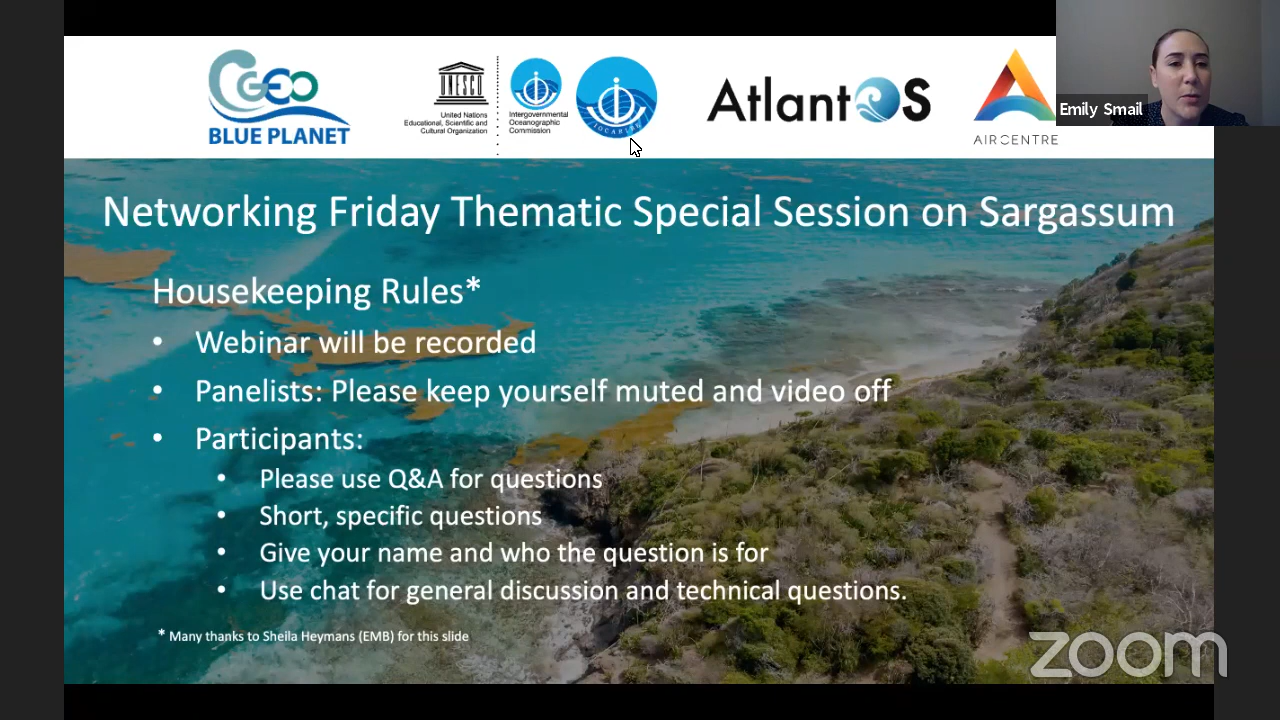 GEO
BLUE PLANET
UNESCO
United Nations
Educational, Scientific and
Cultural Organization
Intergovernmental
Oceanographic
Commission
IOCARIBE
AtlantOS
AIR CENTRE
Emily Smail
Networking Friday Thematic Special Session on Sargassum
Housekeeping Rules*
• Webinar will be recorded
• Panelists: Please keep yourself muted and video off
• Participants:
• Please use Q&A for questions
• Short, specific questions
• Give your name and who the question is for
• Use chat for general discussion and technical questions.
* Many thanks to Sheila Heymans (EMB) for this slide
zoom